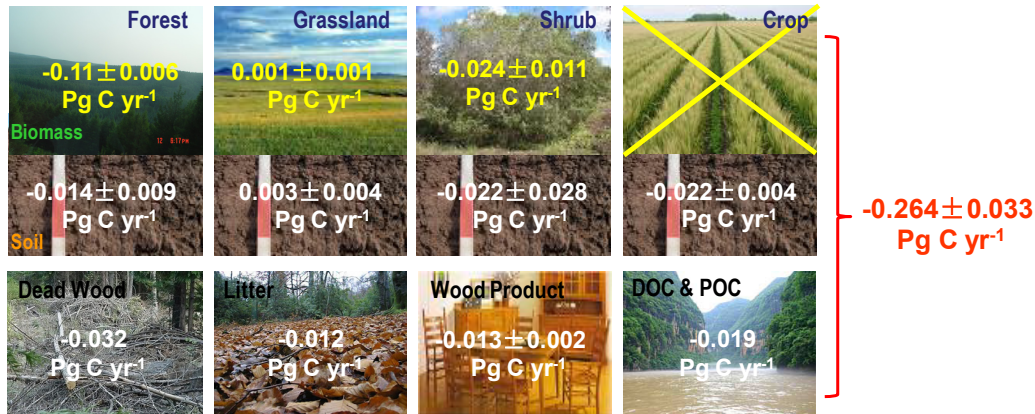 Forest
Grassland
Shrub
Crop
-0.11±0.006
Pg C yr-1
0.001±0.001
Pg C yr-1
-0.024±0.011
Pg C yr-1
Biomass
12 6:17PM
-0.014±0.009
Pg C yr-1
0.003±0.004
Pg C yr-1
-0.022±0.028
Pg C yr-1
-0.022±0.004
Pg C yr-1
Soil
-0.264±0.033
Pg C yr-1
Dead Wood
Litter
Wood Product
DOC & POC
-0.032
Pg C yr-1
-0.012
Pg C yr-1
-0.013±0.002
Pg C yr-1
-0.019
Pg C yr-1